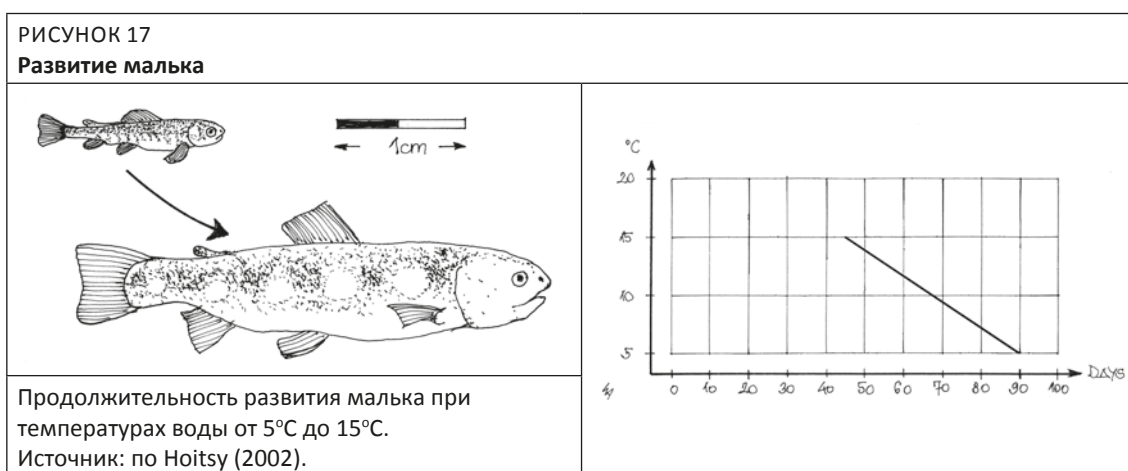 РИСУНОК 17
Развитие малька
1cm
Продолжительность развития малька при
температурах воды от 5°C до 15°C.
Источник: по Hoitsy (2002).
°C
20
15
10
5
0 10 20 30 40 50 60 70 80 90 100 DAYS